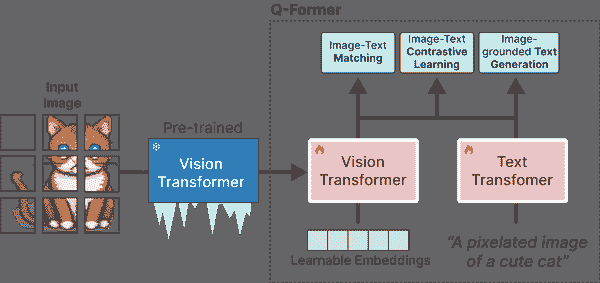 Q-Former
Image-Text
Matching
Image-Text
Contrastive
Learning
Image-
grounded Text
Generation
Input
Image
Pre-trained
Vision
Transformer
Vision
Transformer
Text
Transfomer
Learnable Embeddings
"A pixelated image
of a cute cat"